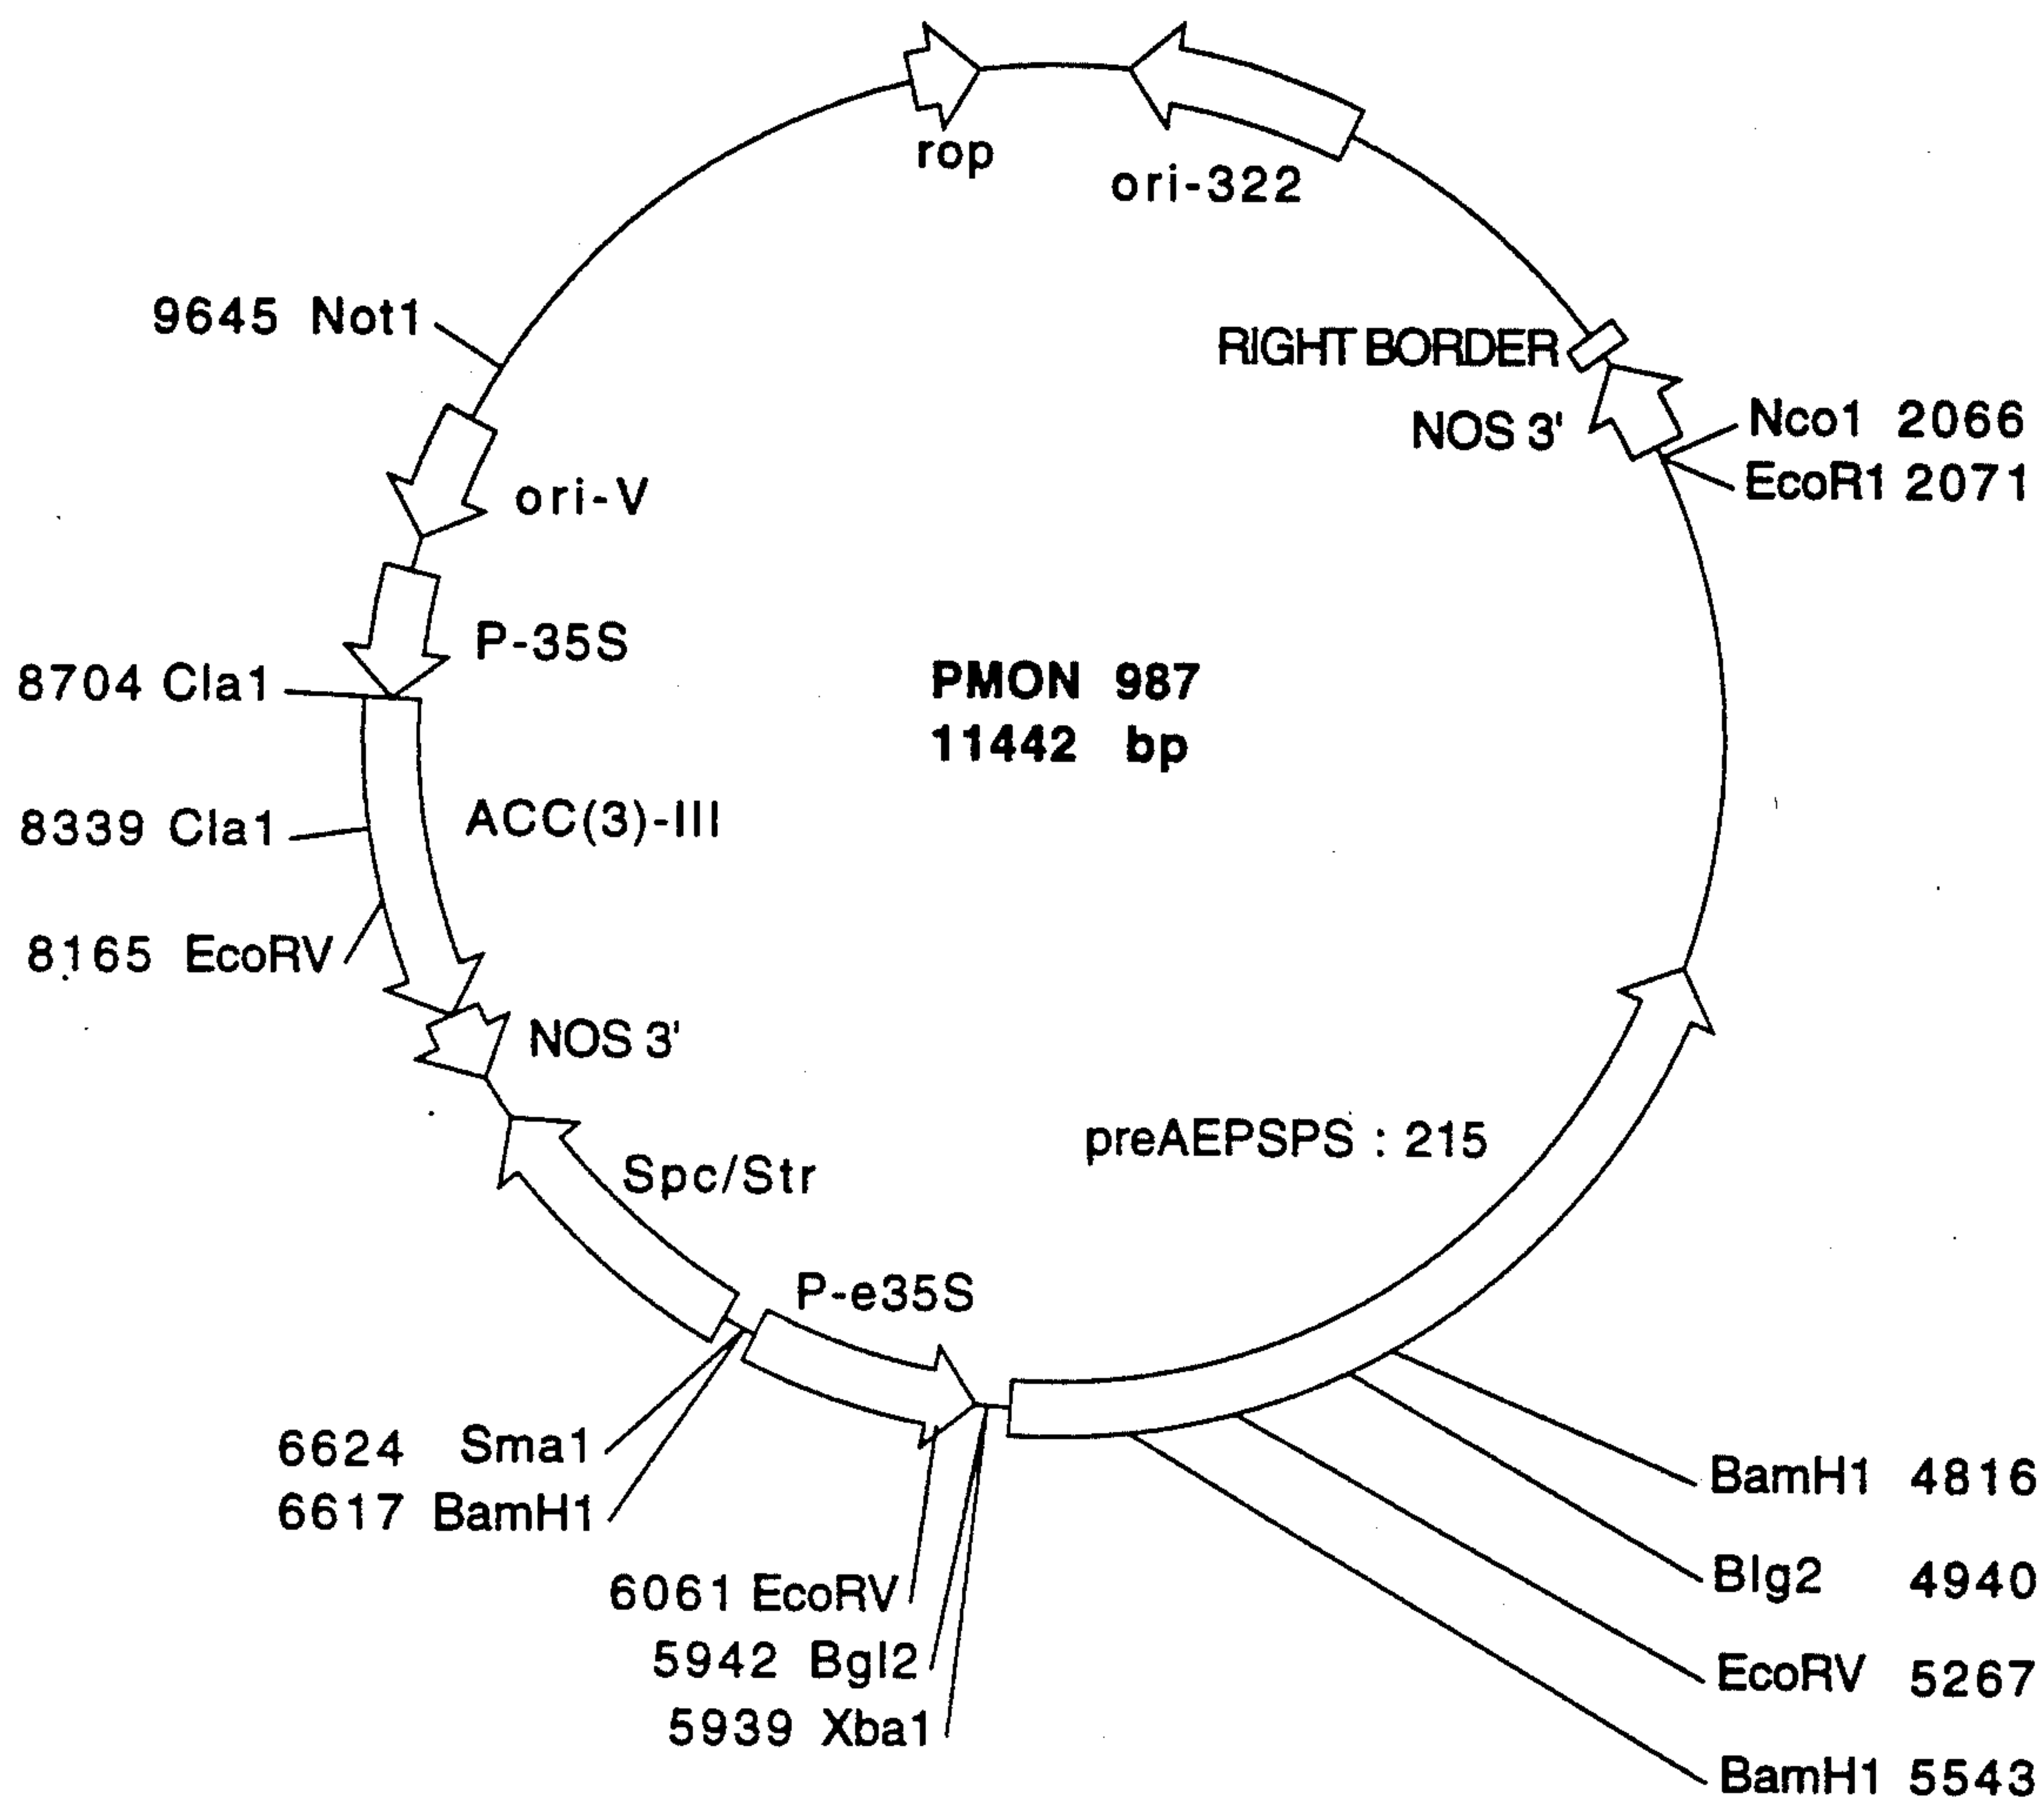 rop
ori-322
9645 Not1
RIGHT BORDER
NOS 3'
Nco1 2066
EcoR1 2071
ori-V
P-35S
8704 Cla1
PMON 987
11442 bp
8339 Cla1
ACC(3)-III
8165 EcoRV
NOS 3'
preAEPSPS : 215
Spc/Str
P-e35S
6624 Sma1
6617 BamH1
6061 EcoRV
5942 Bgl2
5939 Xba1
BamH1 4816
Blg2 4940
EcoRV 5267
BamH1 5543